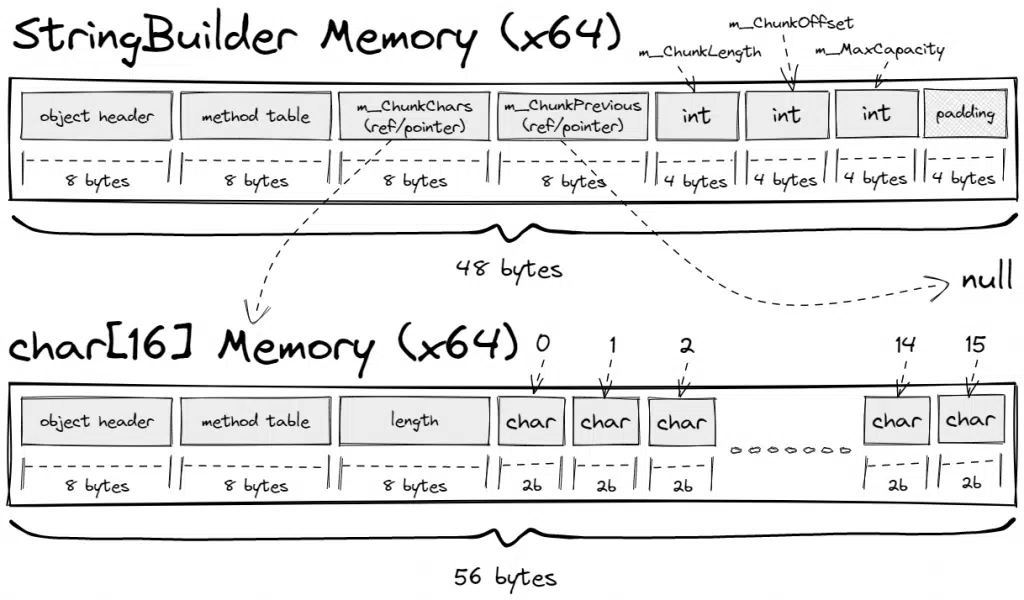 StringBuilder Memory (x64)
m_ChunkLength
m_ChunkOffset
m_MaxCapacity
object header
method table
m_ChunkChars
(ref/pointer)
m_ChunkPrevious
(ref/pointer)
int
int
int
padding
8 bytes
8 bytes
8 bytes
8 bytes
4 bytes
4 bytes
4 bytes
4 bytes
48 bytes
null
char[16] Memory (x64)
0
1
2
14
15
object header
method table
length
char
char
char
char
char
8 bytes
8 bytes
8 bytes
2b
2b
2b
2b
2b
56 bytes